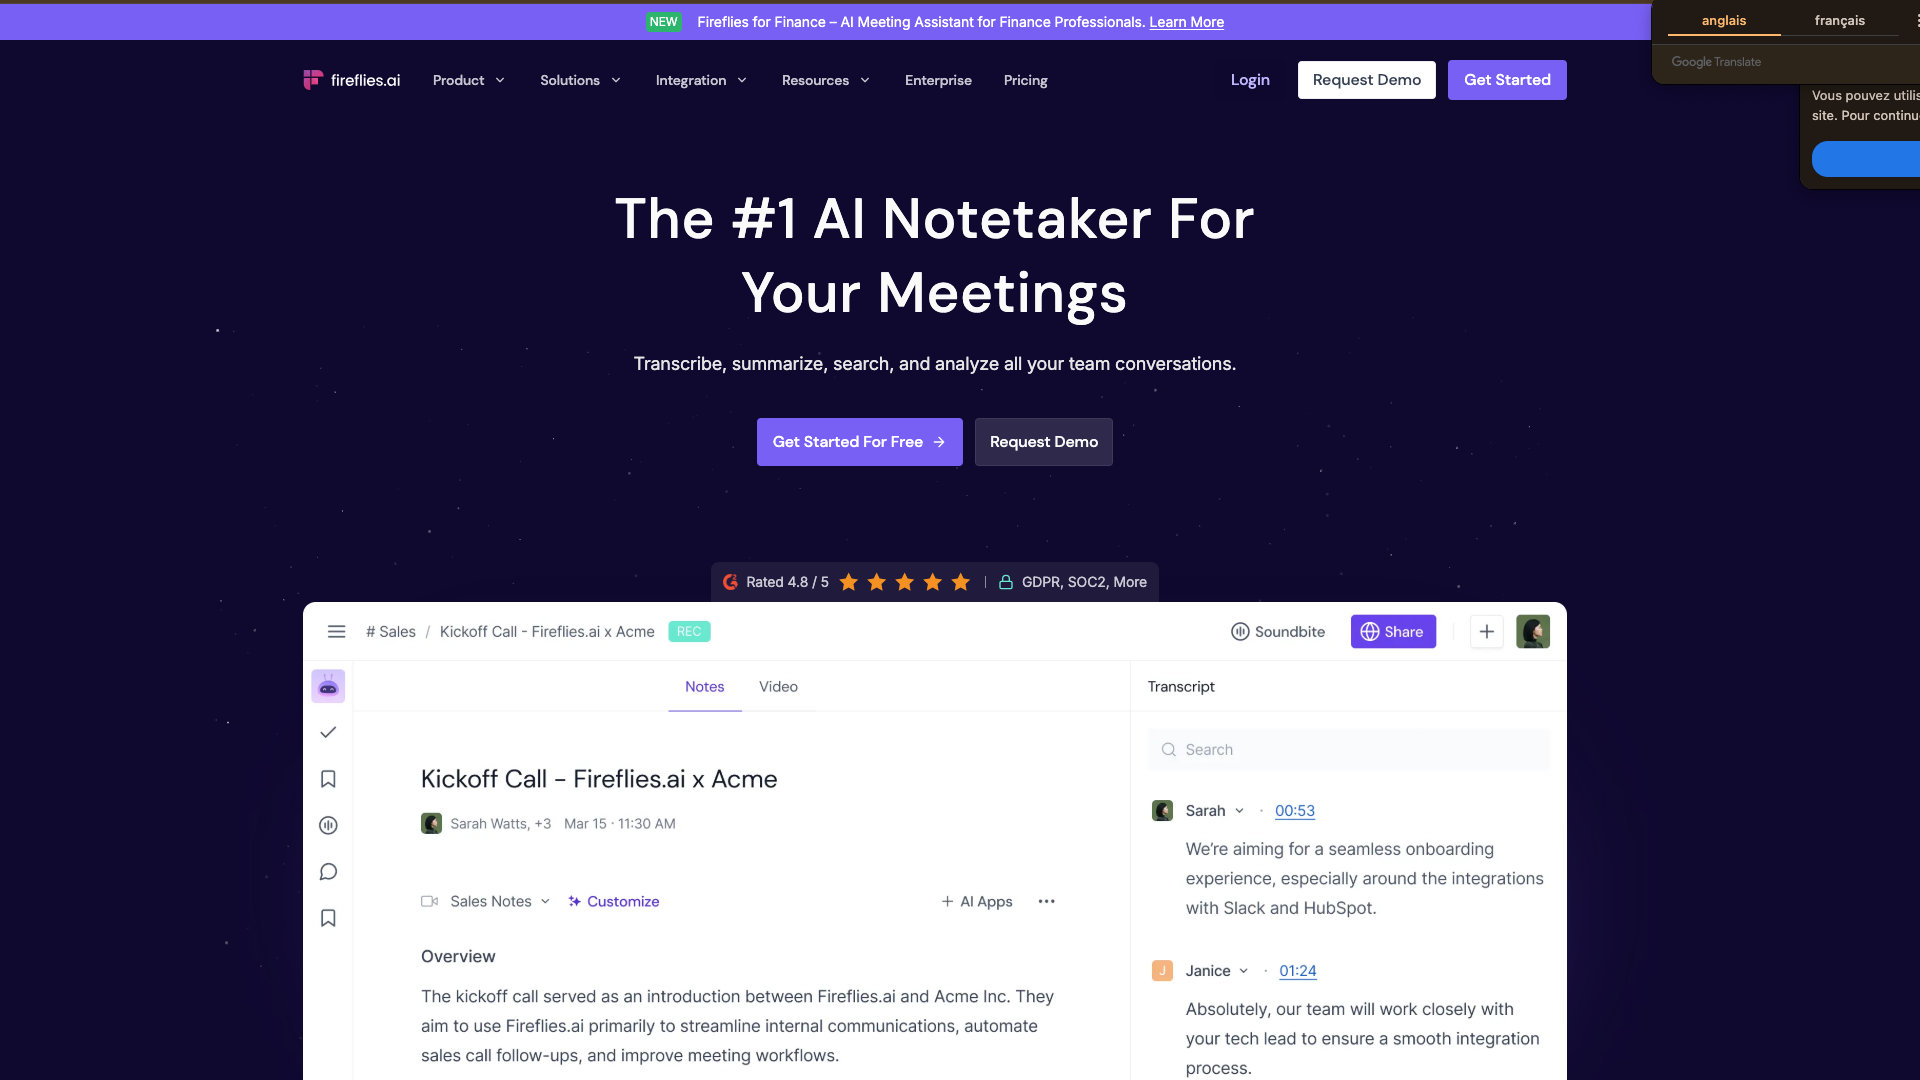 NEW Fireflies for Finance – AI Meeting Assistant for Finance Professionals. Learn More
anglais français
Google Translate
Vous pouvez utilis
site. Pour continu
fireflies.ai Product Solutions Integration Resources Enterprise Pricing Login Request Demo Get Started
The #1 AI Notetaker For
Your Meetings
Transcribe, summarize, search, and analyze all your team conversations.
Get Started For Free → Request Demo
Rated 4.8 / 5 | GDPR, SOC2, More
# Sales / Kickoff Call - Fireflies.ai x Acme REC Soundbite Share
Notes Video
Kickoff Call – Fireflies.ai x Acme
Sarah Watts, +3 Mar 15 · 11:30 AM
Sales Notes Customize + AI Apps
Overview
The kickoff call served as an introduction between Fireflies.ai and Acme Inc. They
aim to use Fireflies.ai primarily to streamline internal communications, automate
sales call follow-ups, and improve meeting workflows.
Transcript
Search
Sarah · 00:53
We're aiming for a seamless onboarding
experience, especially around the integrations
with Slack and HubSpot.
J Janice · 01:24
Absolutely, our team will work closely with
your tech lead to ensure a smooth integration
process.